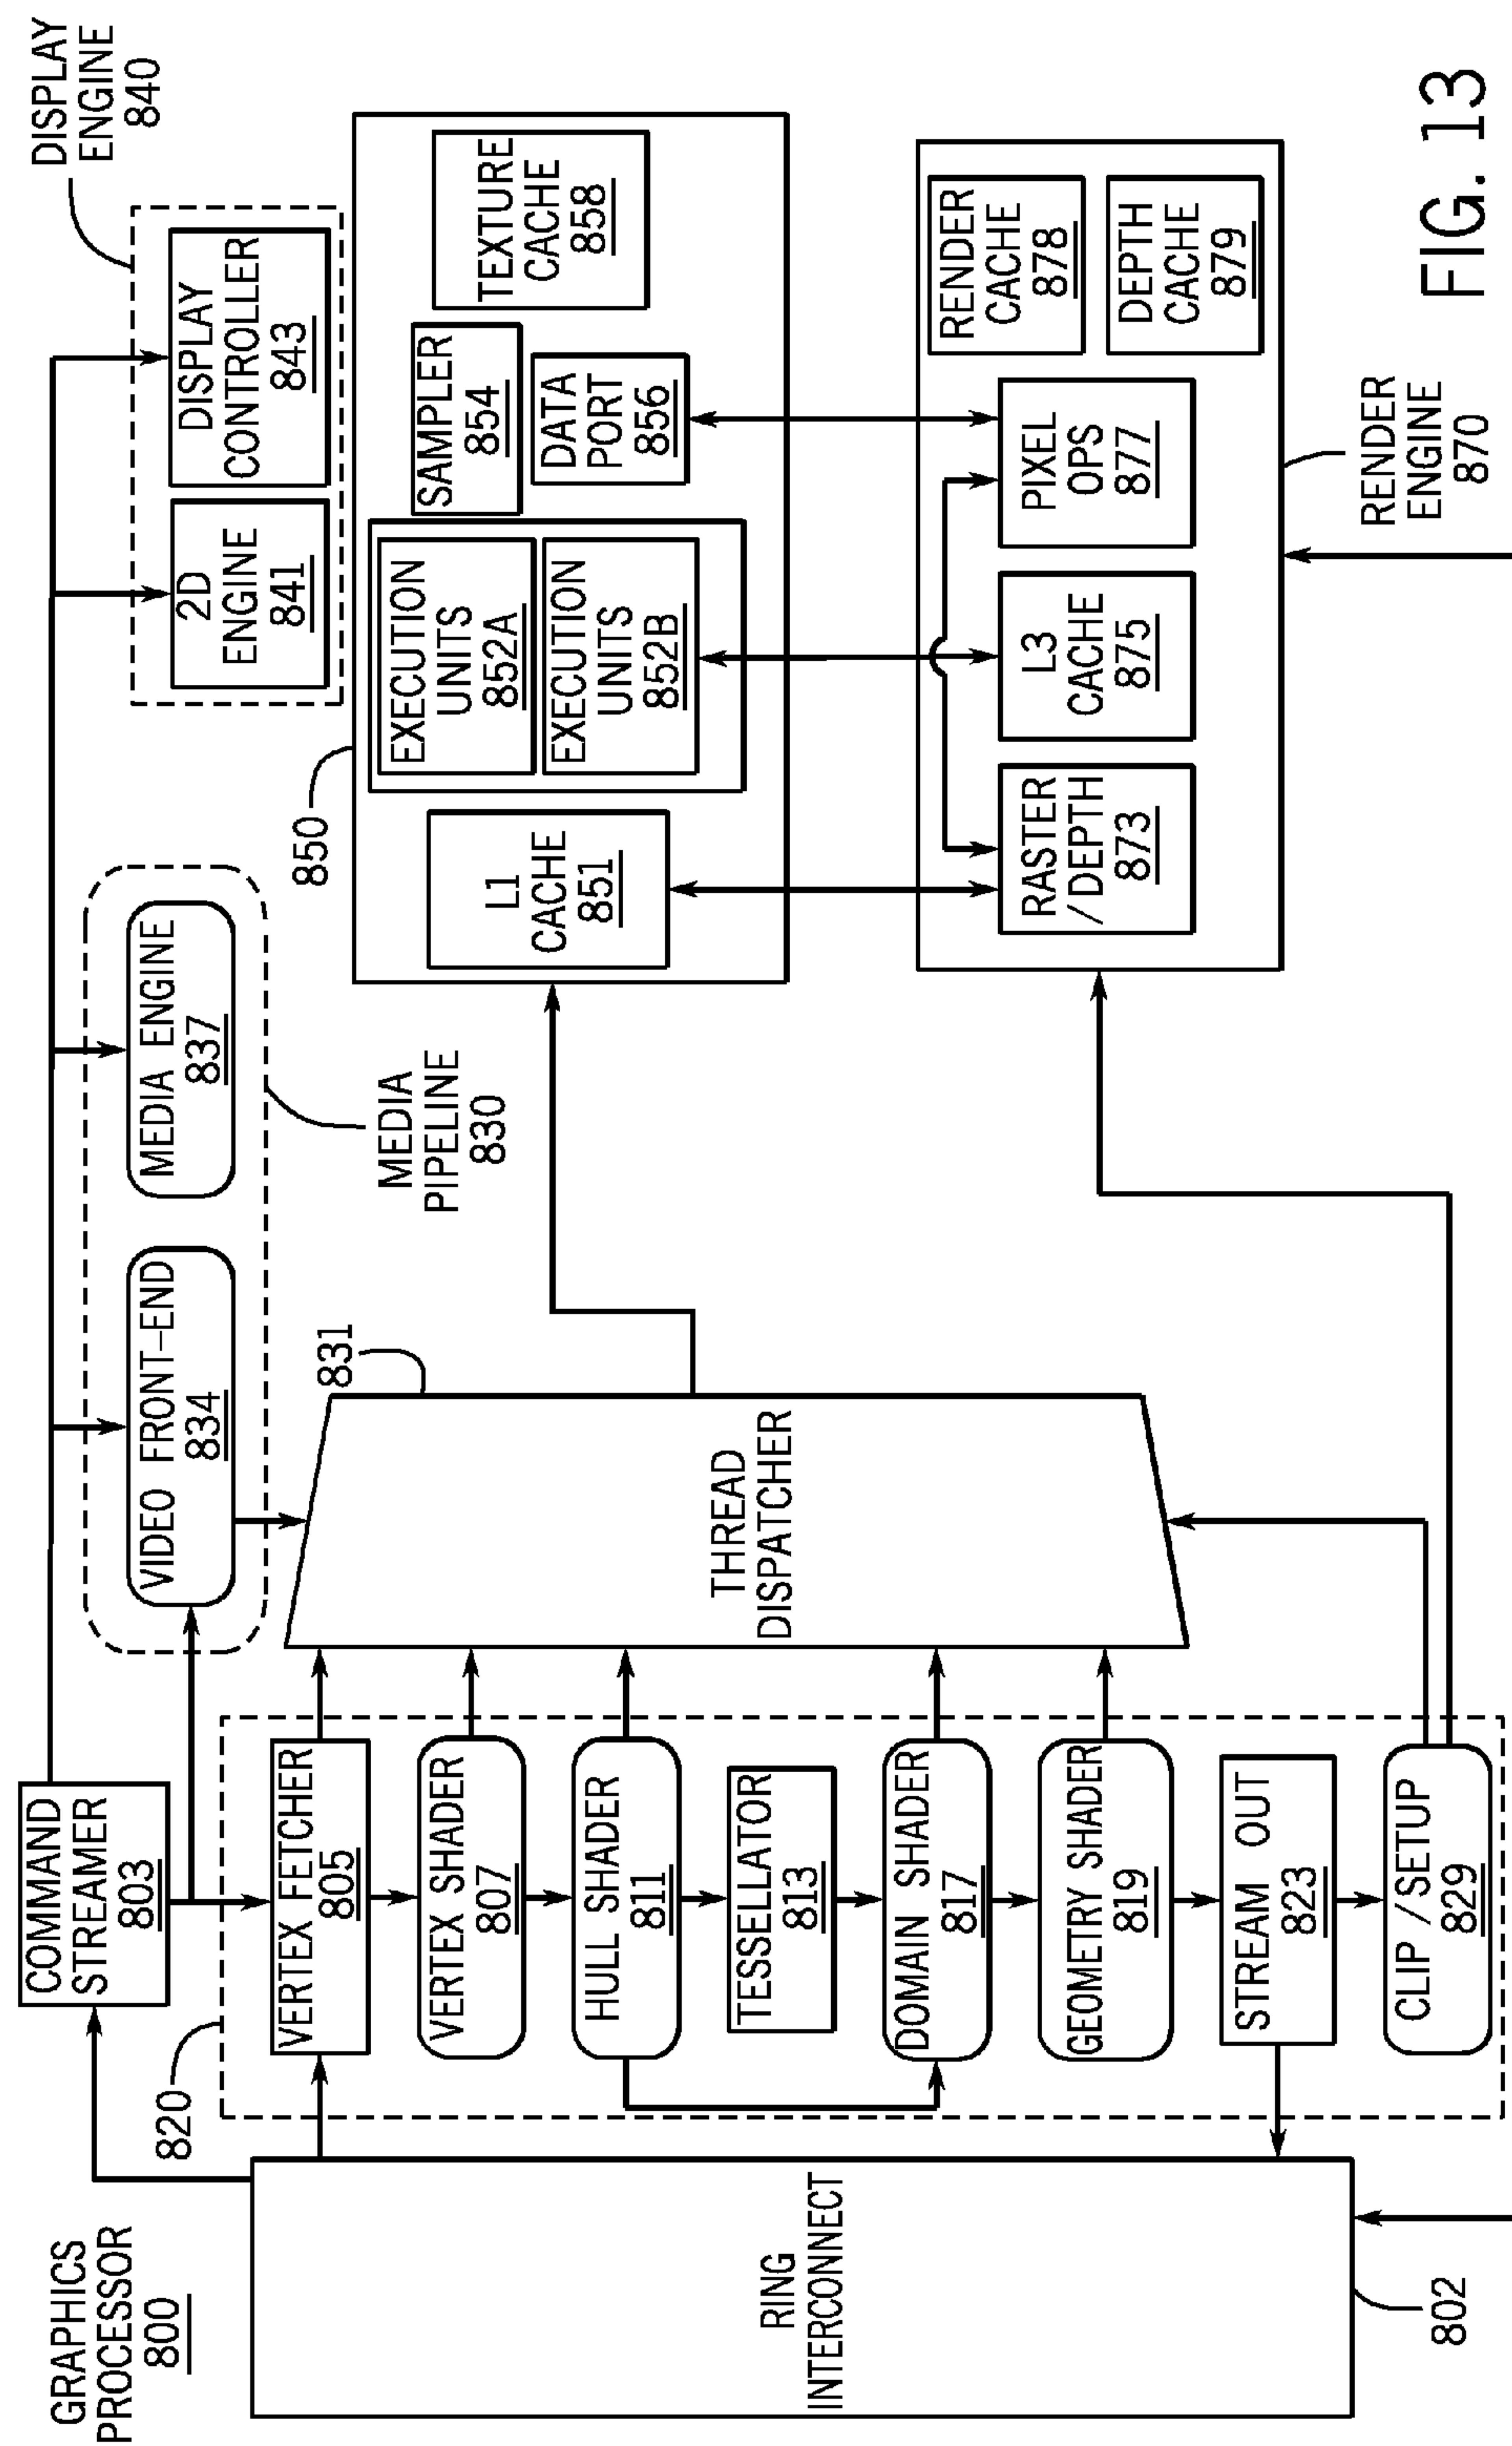 GRAPHICS
PROCESSOR
800
COMMAND
STREAMER
803
820
VERTEX FETCHER
805
VERTEX SHADER
807
HULL SHADER
811
TESSELLATOR
813
DOMAIN SHADER
817
GEOMETRY SHADER
819
STREAM OUT
823
CLIP/SETUP
829
RING
INTERCONNECT
802
VIDEO FRONT-END
834
MEDIA ENGINE
837
MEDIA
PIPELINE
830
THREAD
DISPATCHER
831
DISPLAY
ENGINE
840
2D
ENGINE
841
DISPLAY
CONTROLLER
843
850
L1
CACHE
851
EXECUTION
UNITS
852A
EXECUTION
UNITS
852B
SAMPLER
854
DATA
PORT
856
TEXTURE
CACHE
858
RASTER
/DEPTH
873
L3
CACHE
875
PIXEL
OPS
877
RENDER
CACHE
878
DEPTH
CACHE
879
RENDER
ENGINE
870
FIG. 13